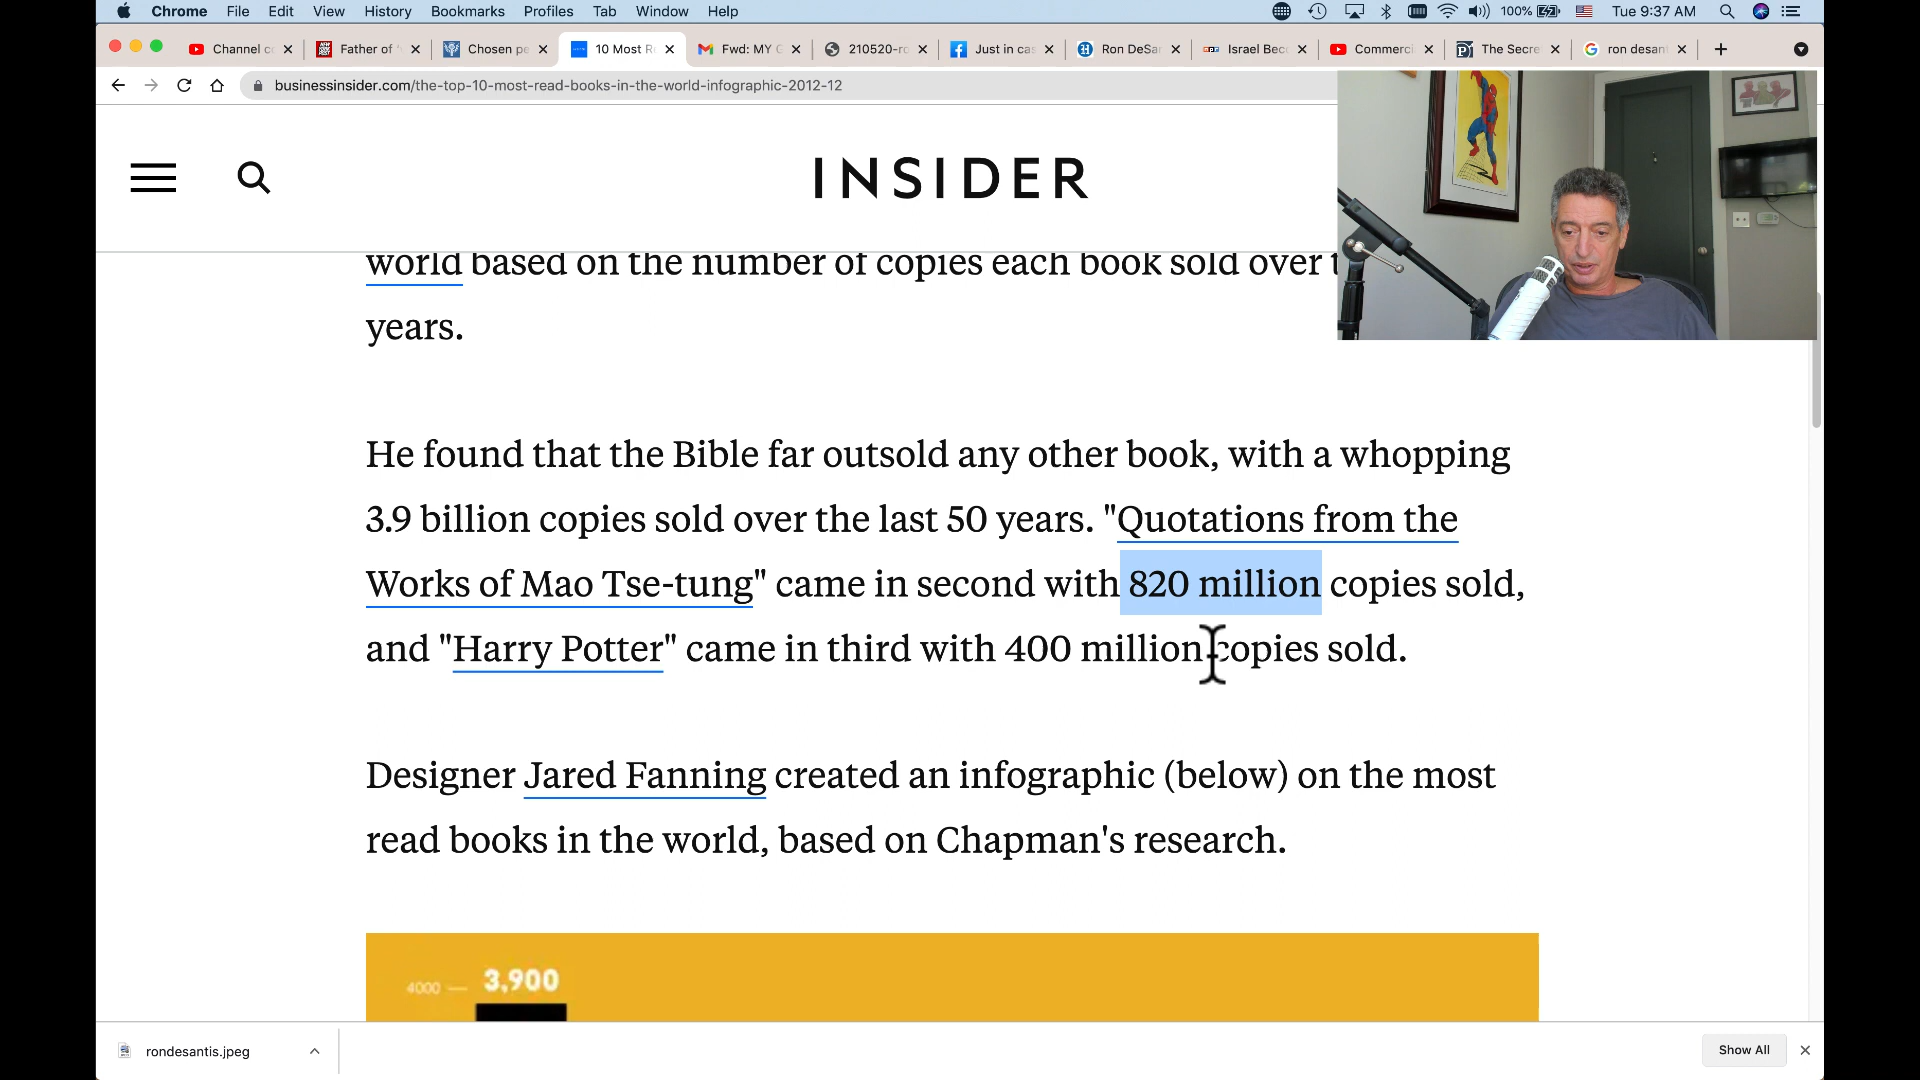 Chrome File Edit View History Bookmarks Profiles Tab Window Help 100% Tue 9:37 AM
Channel co Father of Chosen pe 10 Most R Fwd: MY G 210520-ro Just in cas Ron DeSan Israel Bec Commerci The Secre ron desant
businessinsider.com/the-top-10-most-read-books-in-the-world-infographic-2012-12
INSIDER
world based on the number of copies each book sold over
years.
He found that the Bible far outsold any other book, with a whopping
3.9 billion copies sold over the last 50 years. "Quotations from the
Works of Mao Tse-tung" came in second with 820 million copies sold,
and "Harry Potter" came in third with 400 million copies sold.
Designer Jared Fanning created an infographic (below) on the most
read books in the world, based on Chapman's research.
4000 — 3,900
rondesantis.jpeg Show All